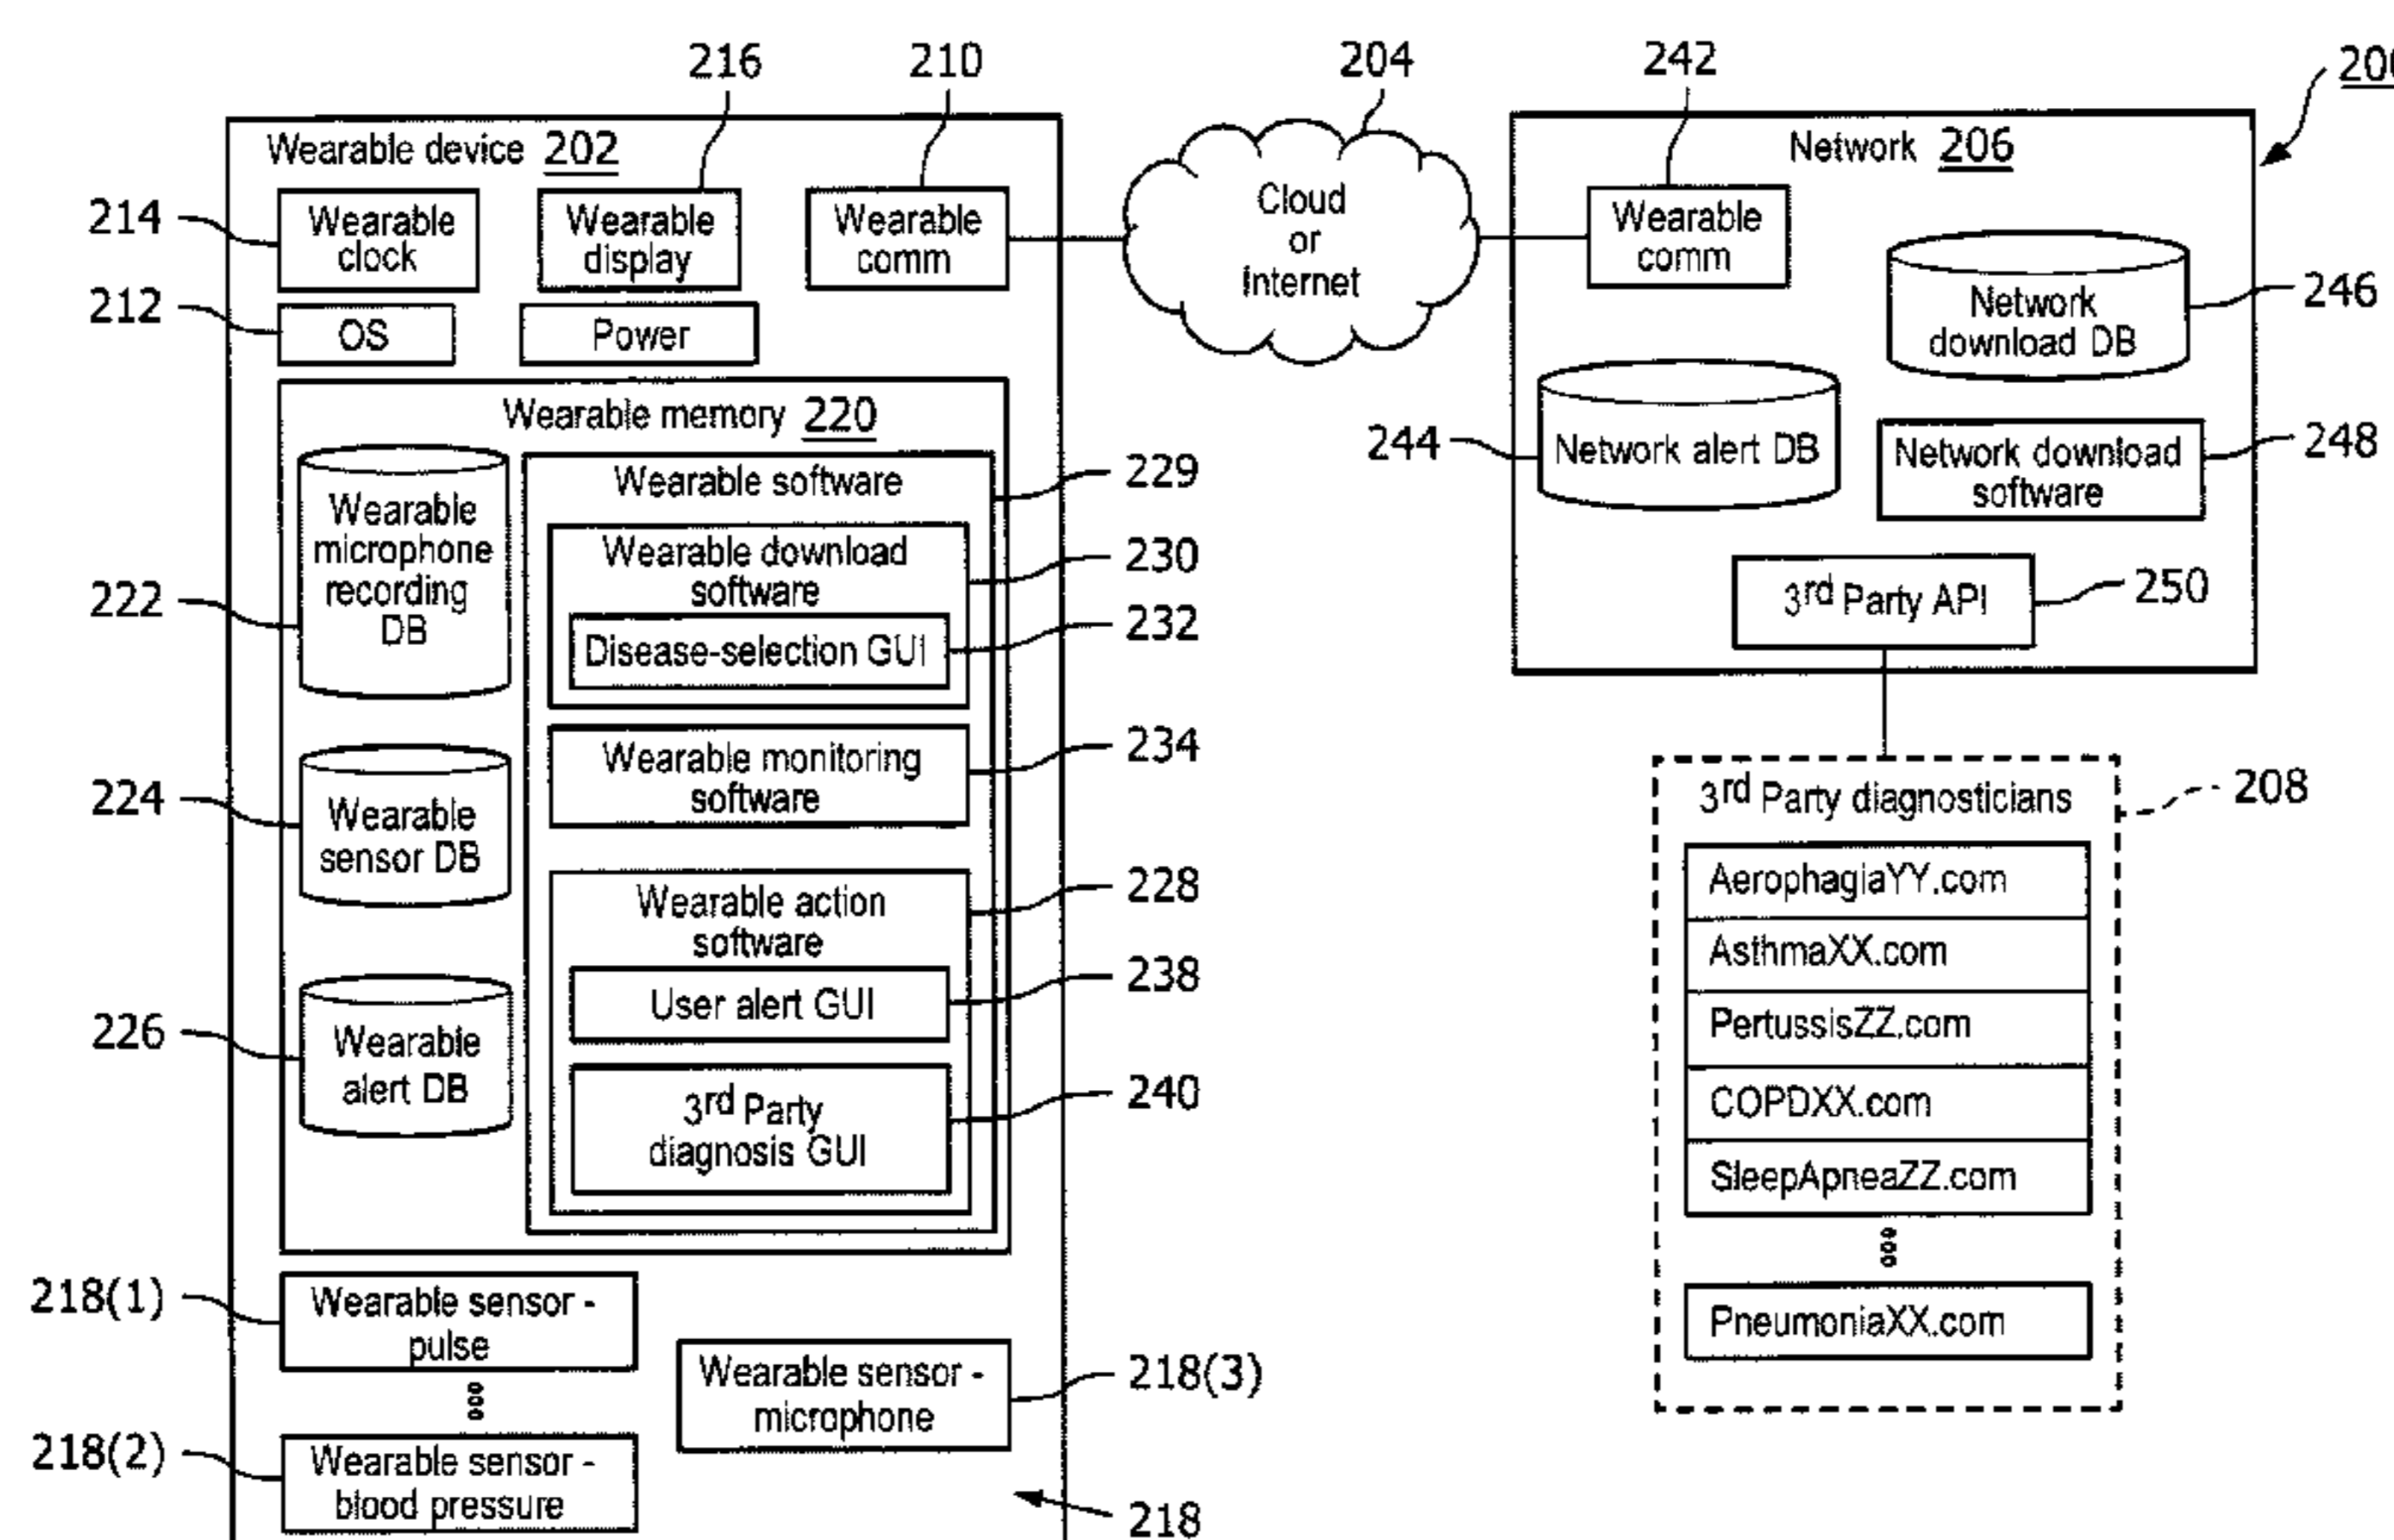 216
210
204
242
Wearable device 202
Network 206
214
Wearable
clock
Wearable
display
Wearable
comm
Cloud
or
Internet
Wearable
comm
Network
download DB
246
212
OS
Power
Wearable memory 220
244
Network alert DB
Network download
software
248
Wearable
microphone
recording
DB
222
Wearable software
229
Wearable download
software
230
Disease-selection GUI
232
3rd Party API
250
Wearable monitoring
software
234
224
Wearable
sensor DB
3rd Party diagnosticians
208
Wearable action
software
228
AerophagiaYY.com
AsthmaXX.com
User alert GUI
238
PertussisZZ.com
226
Wearable
alert DB
3rd Party
diagnosis GUI
240
COPDXX.com
SleepApneaZZ.com
PneumoniaXX.com
218(1)
Wearable sensor -
pulse
Wearable sensor -
microphone
218(3)
218(2)
Wearable sensor -
blood pressure
218